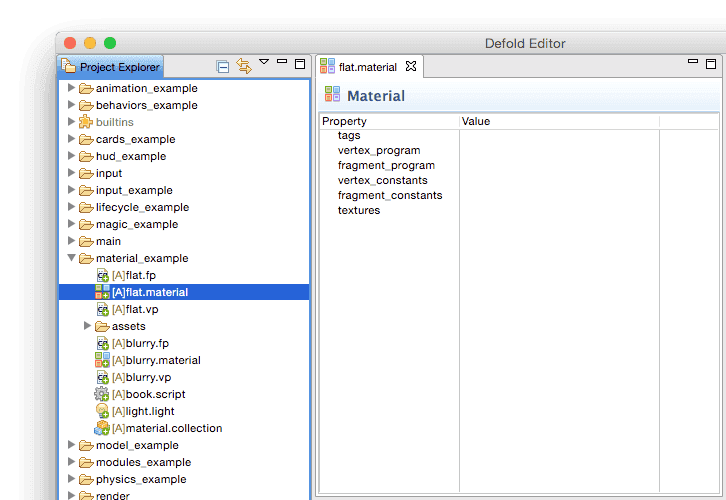 Defold Editor
Project Explorer
animation_example
behaviors_example
builtins
cards_example
hud_example
input
input_example
lifecycle_example
magic_example
main
material_example
[A]flat.fp
[A]flat.material
[A]flat.vp
assets
[A]blurry.fp
[A]blurry.material
[A]blurry.vp
[A]book.script
[A]light.light
[A]material.collection
model_example
modules_example
physics_example
render
flat.material
Material
Property Value
tags
vertex_program
fragment_program
vertex_constants
fragment_constants
textures